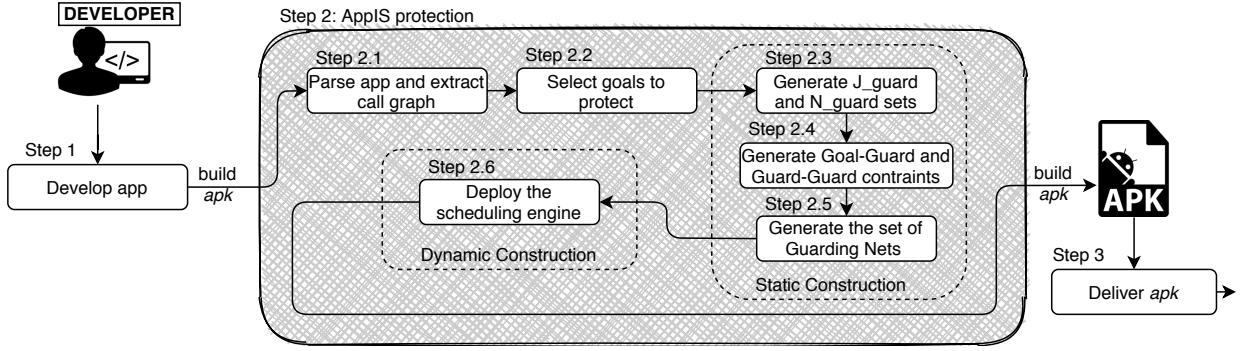 DEVELOPER
</>
Step 1
Develop app
build
apk
Step 2: AppIS protection
Step 2.1
Parse app and extract
call graph
Step 2.2
Select goals to
protect
Step 2.3
Generate J_guard
and N_guard sets
Step 2.4
Generate Goal-Guard and
Guard-Guard contraints
Step 2.5
Generate the set of
Guarding Nets
Static Construction
Step 2.6
Deploy the
scheduling engine
Dynamic Construction
build
apk
APK
Step 3
Deliver apk